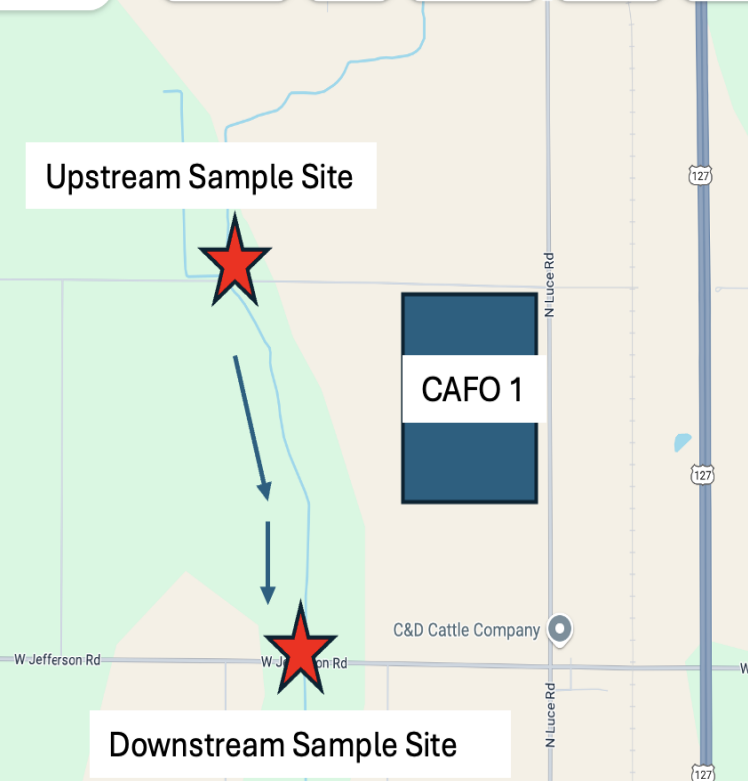 Upstream Sample Site
127
N Luce Rd
CAFO 1
127
C&D Cattle Company
W Jefferson Rd
W Je on Rd
W
N Luce Rd
Downstream Sample Site
127